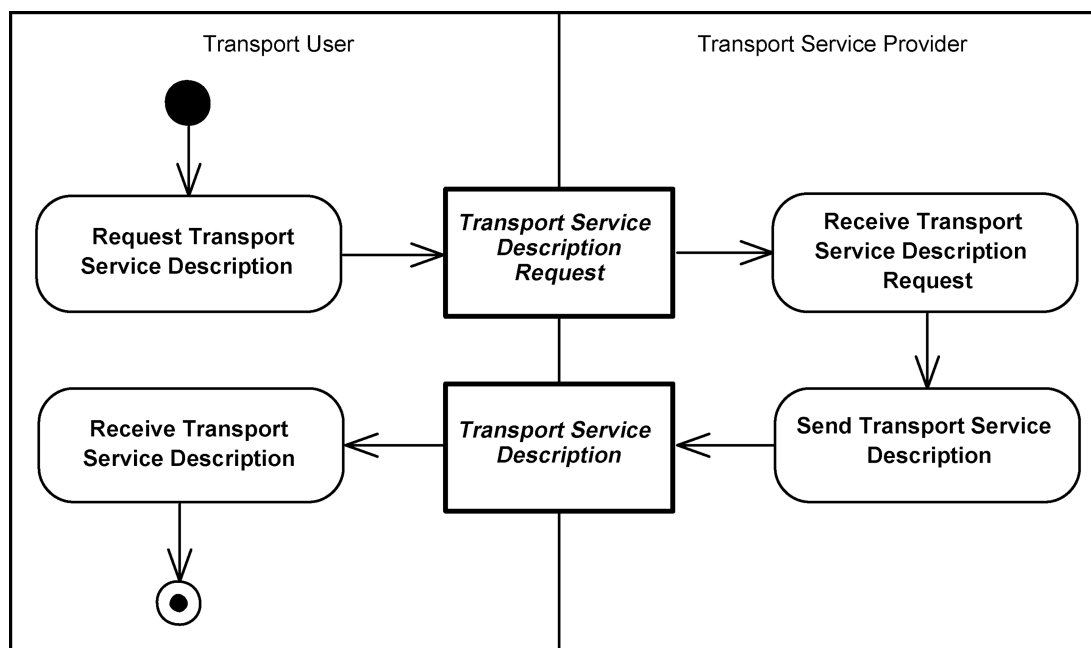 Transport User
Transport Service Provider
Request Transport
Service Description
Transport Service
Description
Request
Receive Transport
Service Description
Request
Receive Transport
Service Description
Transport Service
Description
Send Transport Service
Description